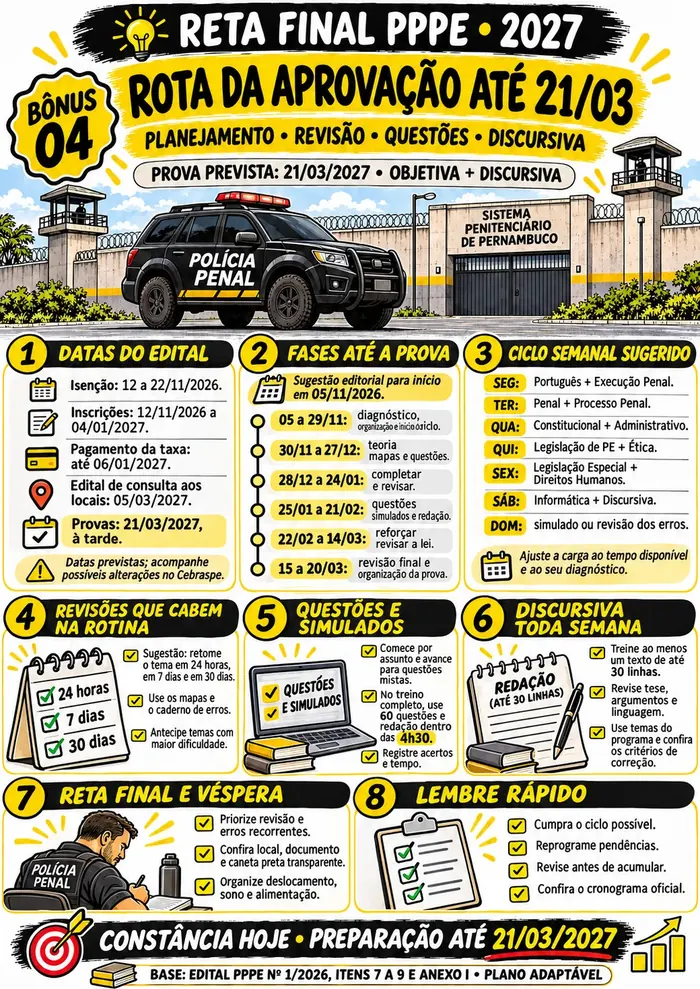 RETA FINAL PPPE • 2027
BÔNUS
04
ROTA DA APROVAÇÃO ATÉ 21/03
PLANEJAMENTO • REVISÃO • QUESTÕES • DISCURSIVA
PROVA PREVISTA: 21/03/2027 • OBJETIVA + DISCURSIVA
SISTEMA
PENITENCIÁRIO
DE PERNAMBUCO
POLÍCIA
PENAL
1 DATAS DO EDITAL
Isenção: 12 a 22/11/2026.
Inscrições: 12/11/2026 a
04/01/2027.
Pagamento da taxa:
até 06/01/2027.
Edital de consulta aos
locais: 05/03/2027.
Provas: 21/03/2027,
à tarde.
Datas previstas; acompanhe
possíveis alterações no Cebraspe.
2 FASES ATÉ A PROVA
Sugestão editorial para início
em 05/11/2026.
05 a 29/11: diagnóstico,
organização e início do ciclo.
30/11 a 27/12: teoria
mapas e questões.
28/12 a 24/01: completar
e revisar.
25/01 a 21/02: questões
simulados e redação.
22/02 a 14/03: reforçar
revisar a lei.
15 a 20/03: revisão final e
organização da prova.
3 CICLO SEMANAL SUGERIDO
SEG: Português + Execução Penal.
TER: Penal + Processo Penal.
QUA: Constitucional + Administrativo.
QUI: Legislação de PE + Ética.
SEX: Legislação Especial +
Direitos Humanos.
SÁB: Informática + Discursiva.
DOM: simulado ou revisão dos erros.
Ajuste a carga ao tempo disponível
e ao seu diagnóstico.
4 REVISÕES QUE CABEM
NA ROTINA
24 horas
7 dias
30 dias
Sugestão: retome
o tema em 24 horas,
em 7 dias e em 30 dias.
Use os mapas e
o caderno de erros.
Antecipe temas com
maior dificuldade.
5 QUESTÕES E
SIMULADOS
QUESTÕES
E SIMULADOS
Comece por
assunto e avance
para questões
mistas.
No treino
completo, use
60 questões e
redação dentro
das 4h30.
Registre acertos
e tempo.
6 DISCURSIVA
TODA SEMANA
REDAÇÃO
(ATÉ 30 LINHAS)
Treine ao menos
um texto de até
30 linhas.
Revise tese,
argumentos e
linguagem.
Use temas do
programa e confira
os critérios de
correção.
7 RETA FINAL E VÉSPERA
POLÍCIA
PENAL
Priorize revisão e
erros recorrentes.
Confira local, documento
e caneta preta transparente.
Organize deslocamento,
sono e alimentação.
8 LEMBRE RÁPIDO
Cumpra o ciclo possível.
Reprograme pendências.
Revise antes de acumular.
Confira o cronograma oficial.
CONSTÂNCIA HOJE • PREPARAÇÃO ATÉ 21/03/2027
BASE: EDITAL PPPE Nº 1/2026, ITENS 7 A 9 E ANEXO I • PLANO ADAPTÁVEL